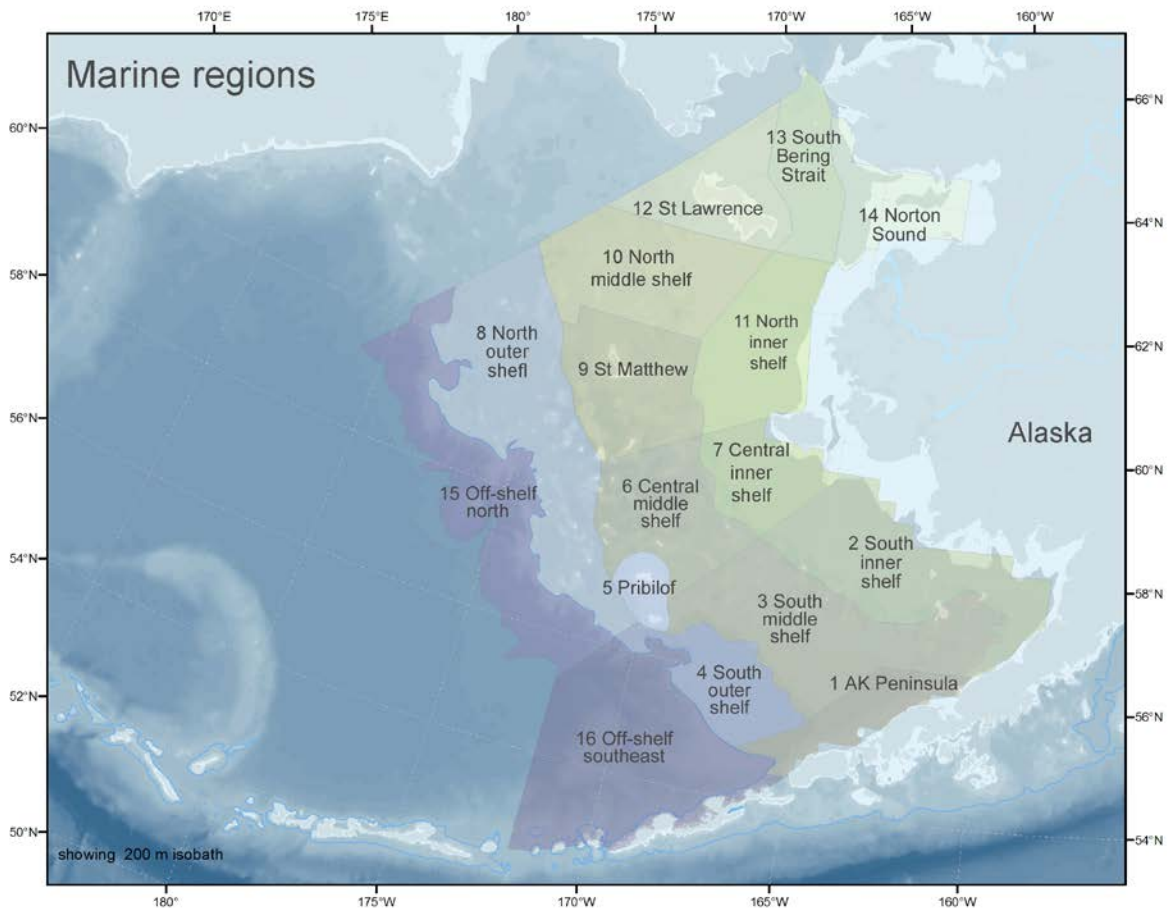 170°E 175°E 180° 175°W 170°W 165°W 160°W
Marine regions
66°N
60°N
13 South
Bering
Strait
12 St Lawrence
14 Norton
Sound
64°N
10 North
middle shelf
58°N
8 North
outer
shefl
11 North
inner
shelf
62°N
9 St Matthew
56°N
Alaska
7 Central
inner
shelf
60°N
15 Off-shelf
north
6 Central
middle
shelf
2 South
inner
shelf
54°N
5 Pribilof
58°N
3 South
middle
shelf
4 South
outer
shelf
1 AK Peninsula
52°N
56°N
16 Off-shelf
southeast
50°N
54°N
showing 200 m isobath
180° 175°W 170°W 165°W 160°W